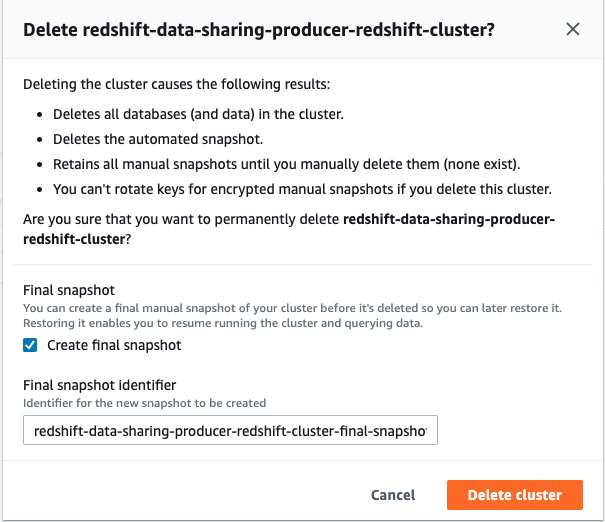 Delete redshift-data-sharing-producer-redshift-cluster?
Deleting the cluster causes the following results:
• Deletes all databases (and data) in the cluster.
• Deletes the automated snapshot.
• Retains all manual snapshots until you manually delete them (none exist).
• You can't rotate keys for encrypted manual snapshots if you delete this cluster.
Are you sure that you want to permanently delete redshift-data-sharing-producer-
redshift-cluster?
Final snapshot
You can create a final manual snapshot of your cluster before it's deleted so you can later restore it.
Restoring it enables you to resume running the cluster and querying data.
Create final snapshot
Final snapshot identifier
Identifier for the new snapshot to be created
redshift-data-sharing-producer-redshift-cluster-final-snapsho
Cancel
Delete cluster